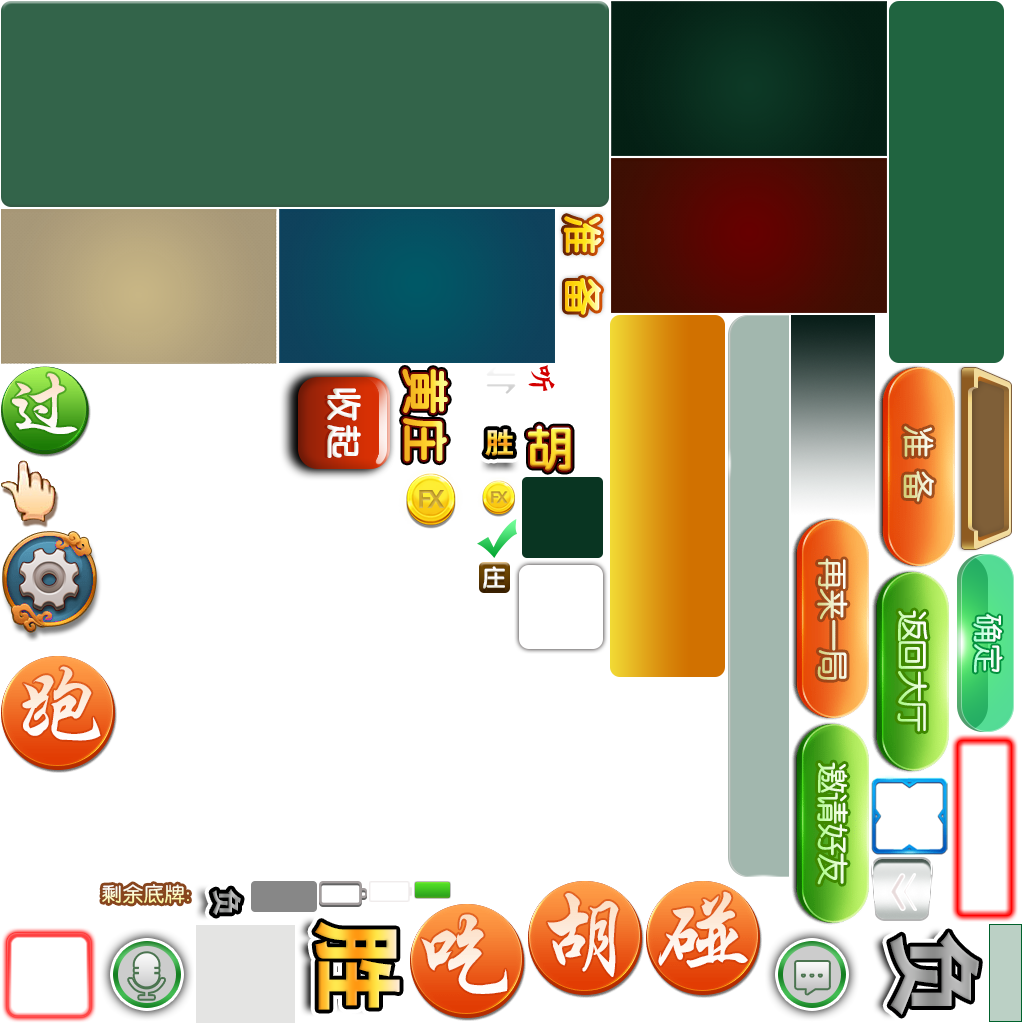 准备
过
收起
黄庄
听
胜
胡
FX
FX
庄
准备
再来一局
返回大厅
确定
跑
邀请好友
剩余底牌:
负
胜
吃
胡
碰
负